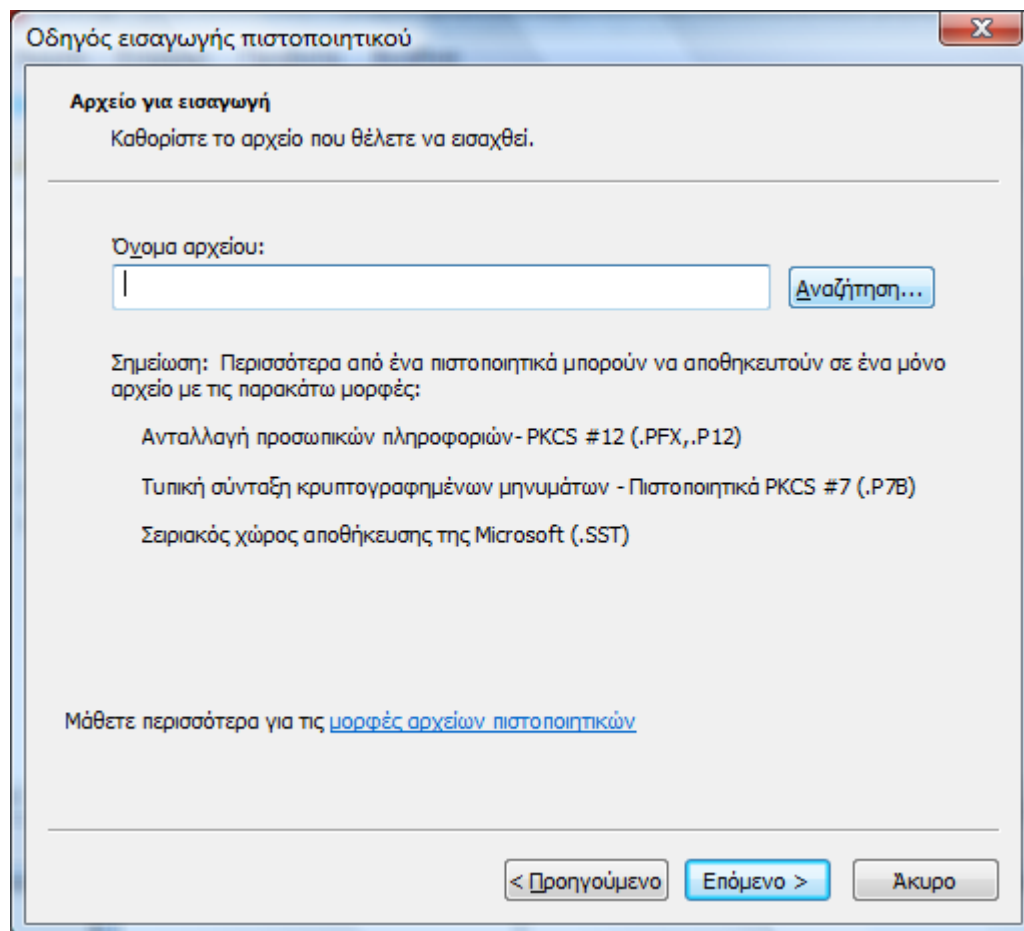 Οδηγός εισαγωγής πιστοποιητικού
Αρχείο για εισαγωγή
Καθορίστε το αρχείο που θέλετε να εισαχθεί.
Όνομα αρχείου:
Αναζήτηση...
Σημείωση: Περισσότερα από ένα πιστοποιητικά μπορούν να αποθηκευτούν σε ένα μόνο
αρχείο με τις παρακάτω μορφές:
Ανταλλαγή προσωπικών πληροφοριών- PKCS #12 (.PFX,.P12)
Τυπική σύνταξη κρυπτογραφημένων μηνυμάτων - Πιστοποιητικά PKCS #7 (.P7B)
Σειριακός χώρος αποθήκευσης της Microsoft (.SST)
Μάθετε περισσότερα για τις μορφές αρχείων πιστοποιητικών
< Προηγούμενο Επόμενο > Άκυρο